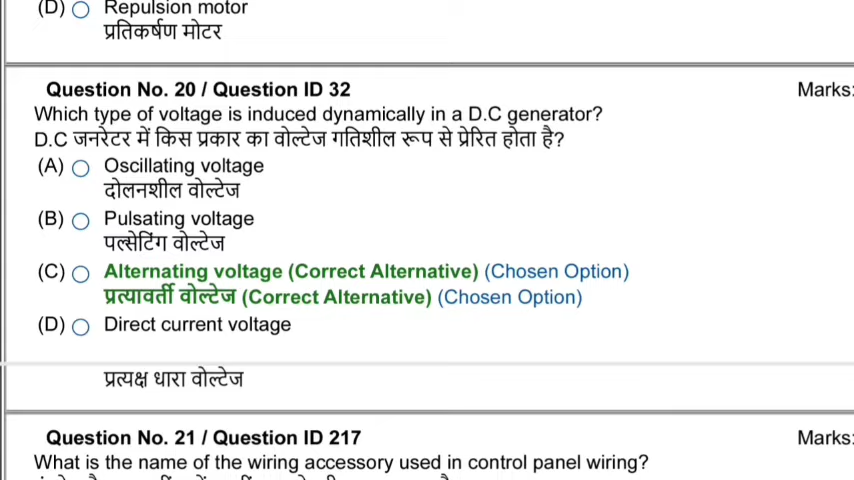 (D) Repulsion motor
प्रतिकर्षण मोटर
Question No. 20 / Question ID 32 Marks:
Which type of voltage is induced dynamically in a D.C generator?
D.C जनरेटर में किस प्रकार का वोल्टेज गतिशील रूप से प्रेरित होता है?
(A) Oscillating voltage
दोलनशील वोल्टेज
(B) Pulsating voltage
पल्सेटिंग वोल्टेज
(C) Alternating voltage (Correct Alternative) (Chosen Option)
प्रत्यावर्ती वोल्टेज (Correct Alternative) (Chosen Option)
(D) Direct current voltage
प्रत्यक्ष धारा वोल्टेज
Question No. 21 / Question ID 217 Marks:
What is the name of the wiring accessory used in control panel wiring?